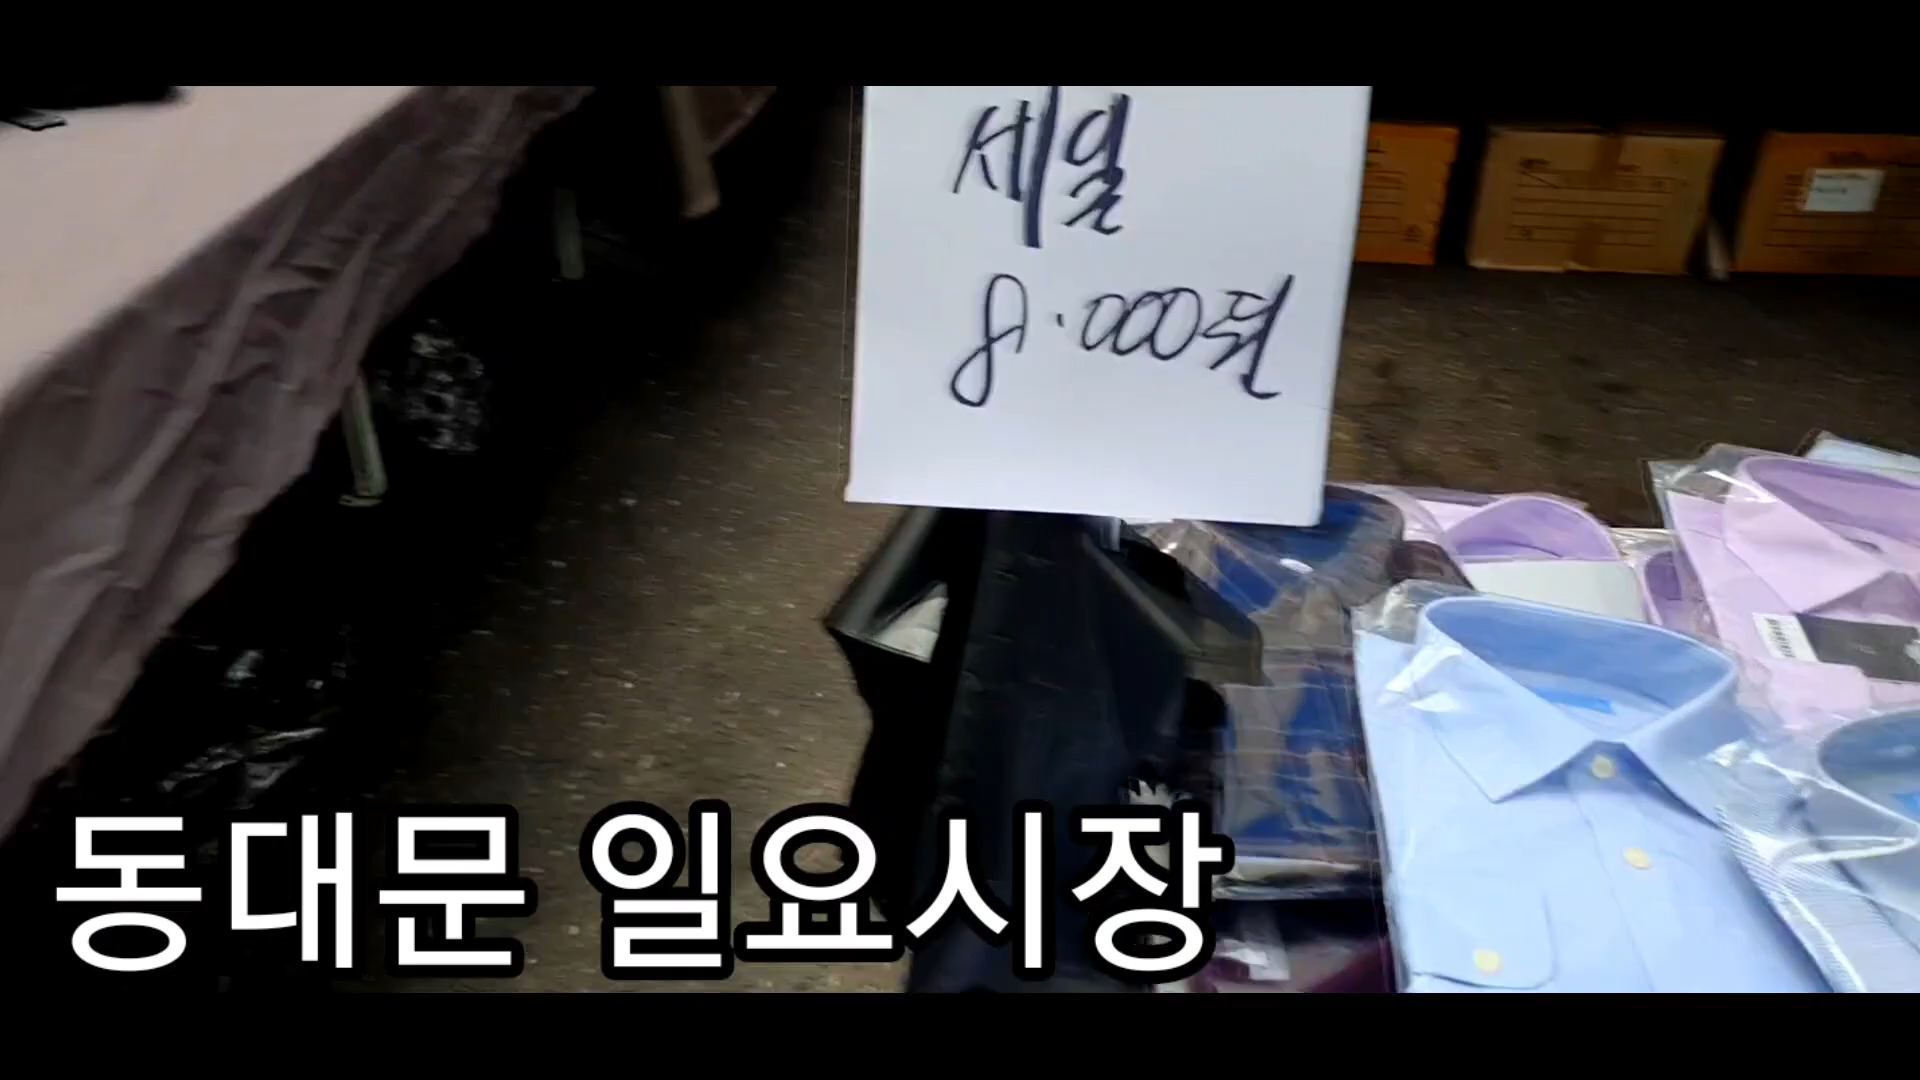 세일
8.000원
동대문 일요시장